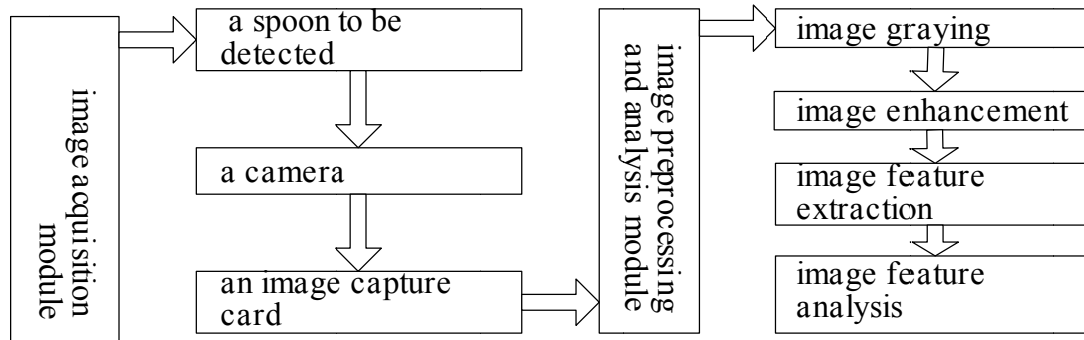 image acquisition
module
a spoon to be
detected
a camera
an image capture
card
image preprocessing
and analysis module
image graying
image enhancement
image feature
extraction
image feature
analysis